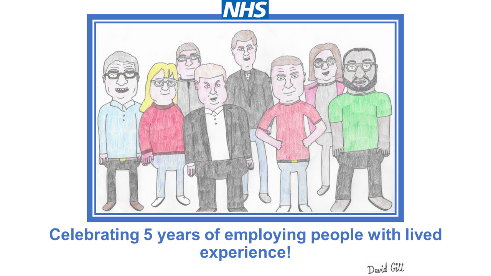 NHS
Celebrating 5 years of employing people with lived
experience!
David Gill